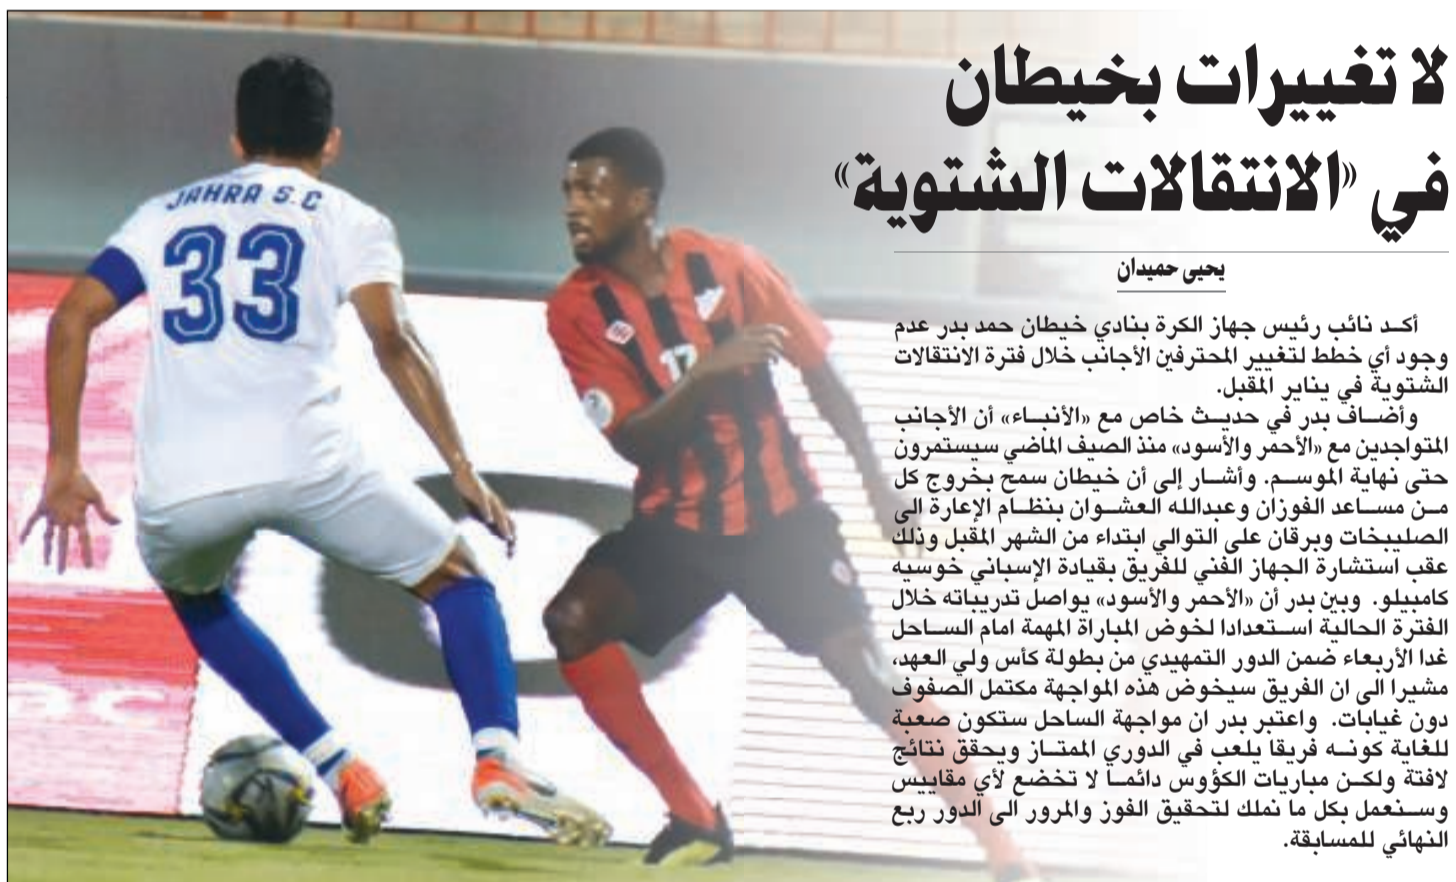 لا تغييرات بخيطان
في «الانتقالات الشتوية»
يحيى حميدان
أكد نائب رئيس جهاز الكرة بنادي خيطان حمد بدر عدم
وجود أي خطط لتغيير المحترفين الأجانب خلال فترة الانتقالات
الشتوية في يناير المقبل.
وأضاف بدر في حديث خاص مع «الأنباء» أن الأجانب
المتواجدين مع «الأحمر والأسود» منذ الصيف الماضي سيستمرون
حتى نهاية الموسم. وأشار إلى أن خيطان سمح بخروج كل
من مساعد الفوزان وعبدالله العشوان بنظام الإعارة الى
الصليبخات وبرقان على التوالي ابتداء من الشهر المقبل وذلك
عقب استشارة الجهاز الفني للفريق بقيادة الإسباني خوسيه
كامبيلو. وبين بدر أن «الأحمر والأسود» يواصل تدريباته خلال
الفترة الحالية استعدادا لخوض المباراة المهمة امام الساحل
غدا الأربعاء ضمن الدور التمهيدي من بطولة كأس ولي العهد،
مشيرا الى ان الفريق سيخوض هذه المواجهة مكتمل الصفوف
دون غيابات. واعتبر بدر ان مواجهة الساحل ستكون صعبة
للغاية كونه فريقا يلعب في الدوري الممتاز ويحقق نتائج
لافتة ولكن مباريات الكؤوس دائما لا تخضع لأي مقاييس
وسنعمل بكل ما نملك لتحقيق الفوز والمرور الى الدور ربع
النهائي للمسابقة.
JAHRA S.C
33